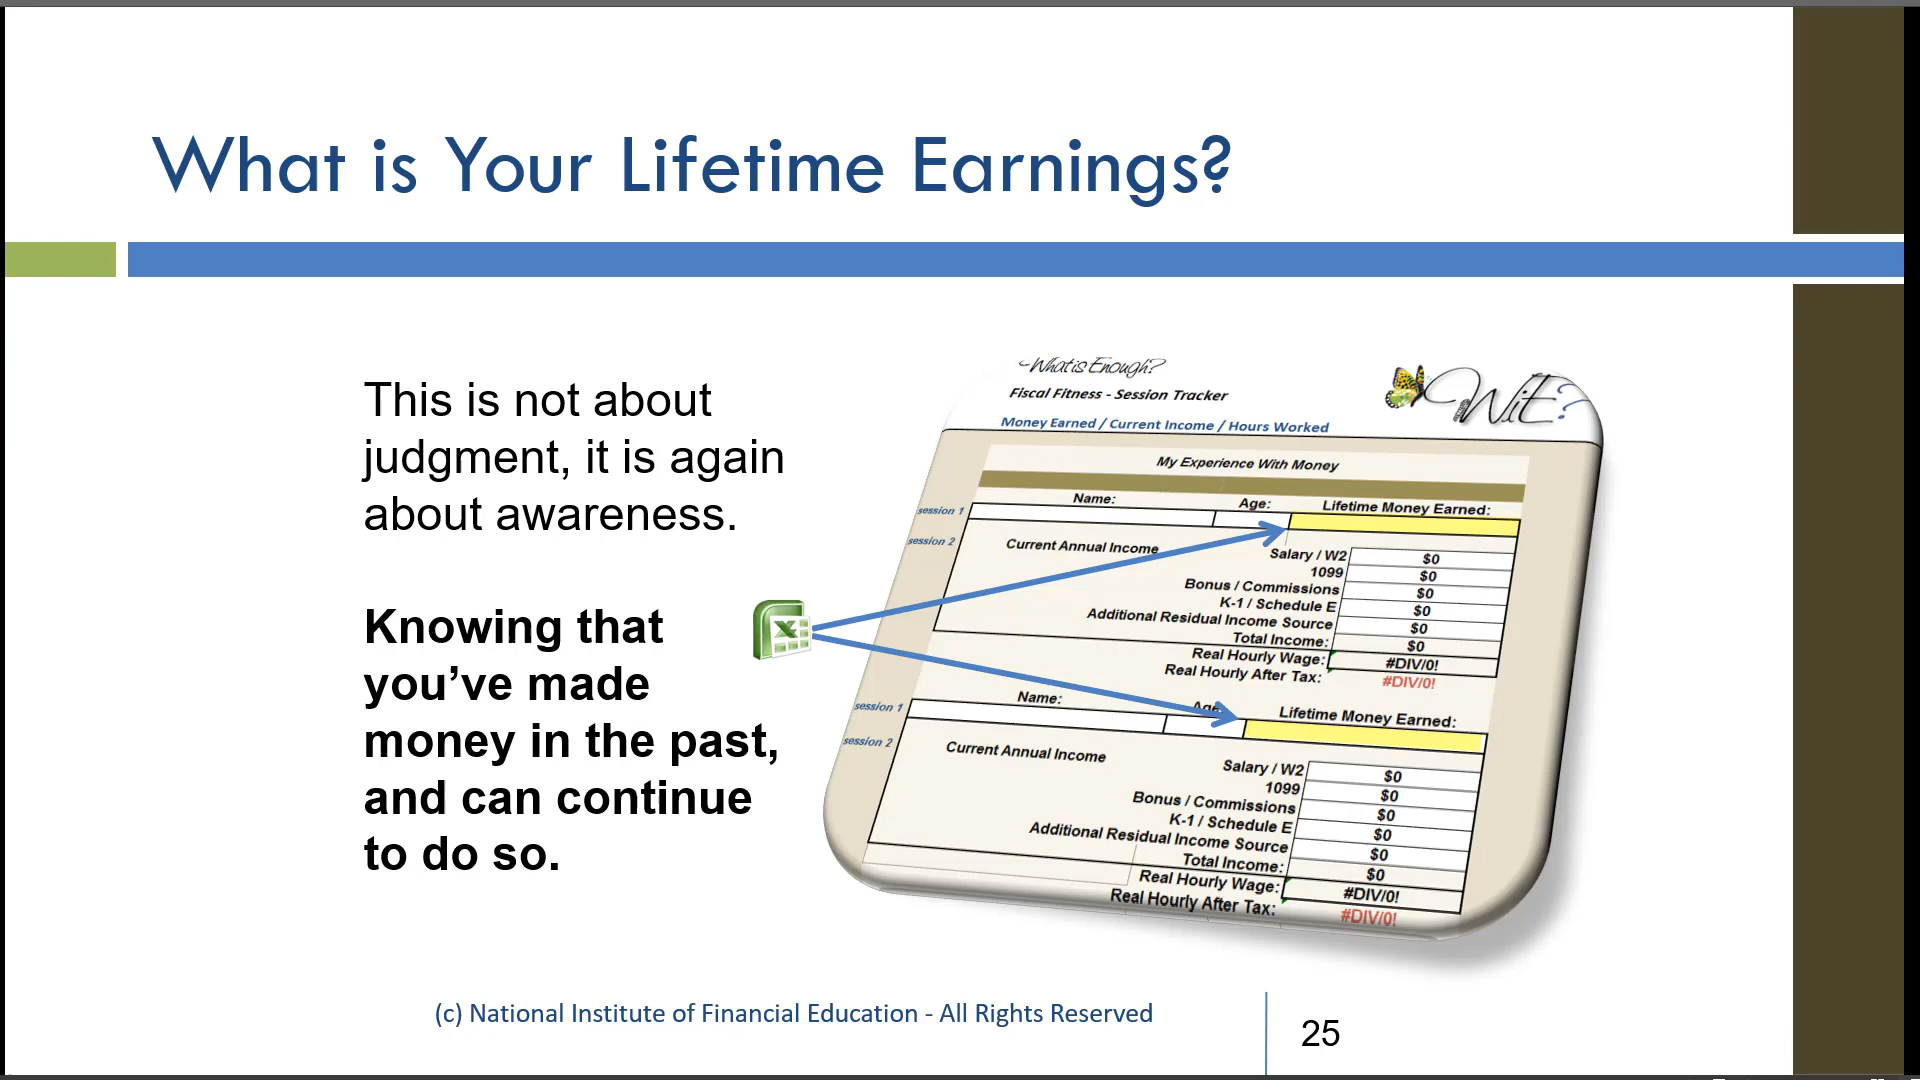 What is Your Lifetime Earnings?
This is not about
judgment, it is again
about awareness.
Knowing that
you’ve made
money in the past,
and can continue
to do so.
What is Enough?
Fiscal Fitness - Session Tracker
WiE?
Money Earned / Current Income / Hours Worked
My Experience With Money
Name: Age: Lifetime Money Earned:
session 1
session 2
Current Annual Income
Salary / W2 $0
1099 $0
Bonus / Commissions $0
K-1 / Schedule E $0
Additional Residual Income Source $0
Total Income: $0
Real Hourly Wage: #DIV/0!
Real Hourly After Tax: #DIV/0!
Name: Age: Lifetime Money Earned:
session 1
session 2
Current Annual Income
Salary / W2 $0
1099 $0
Bonus / Commissions $0
K-1 / Schedule E $0
Additional Residual Income Source $0
Total Income: $0
Real Hourly Wage: #DIV/0!
Real Hourly After Tax: #DIV/0!
(c) National Institute of Financial Education - All Rights Reserved
25